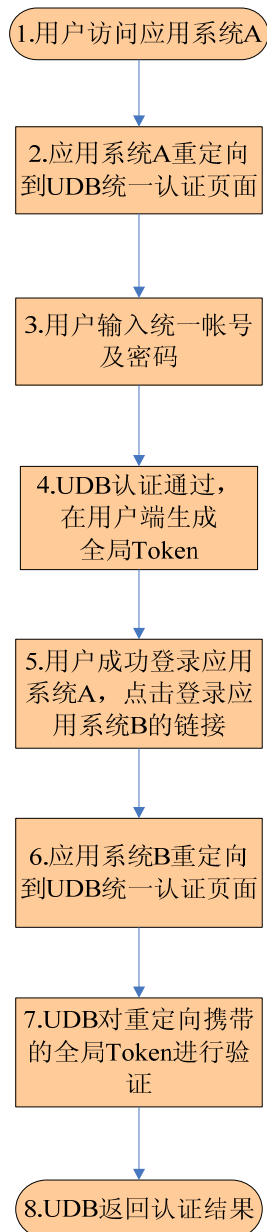 1.用户访问应用系统A
2.应用系统A重定向
到UDB统一认证页面
3.用户输入统一帐号
及密码
4.UDB认证通过，
在用户端生成
全局Token
5.用户成功登录应用
系统A，点击登录应
用系统B的链接
6.应用系统B重定向
到UDB统一认证页面
7.UDB对重定向携带
的全局Token进行验
证
8.UDB返回认证结果